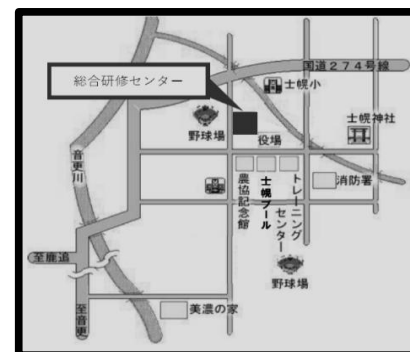 国道274号線
総合研修センター
士幌小
士幌神社
野球場
役場
音更川
農協記念館
士幌プール
トレーニングセンター
消防署
至鹿追
野球場
至音更
美濃の家